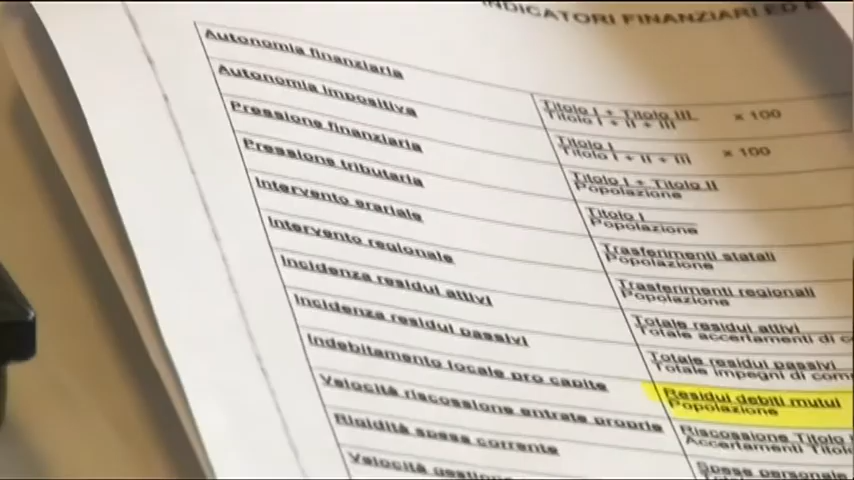 INDICATORI FINANZIARI ED
Autonomia finanziaria
Titolo I + Titolo III
Titolo I + II + III
x 100
Autonomia impositiva
Titolo I
Titolo I + II + III
x 100
Pressione finanziaria
Titolo I + Titolo II
Popolazione
Pressione tributaria
Titolo I
Popolazione
Intervento erariale
Trasferimenti statali
Popolazione
Intervento regionale
Trasferimenti regionali
Popolazione
Incidenza residui attivi
Totale residui attivi
Totale accertamenti di c
Incidenza residui passivi
Totale residui passivi
Totale impegni di com
Indebitamento locale pro capite
Residui debiti mutui
Popolazione
Velocità riscossione entrate proprie
Riscossione Titolo
Accertamenti Titolo
Rigidità spesa corrente
Spese personale
Velocità gestione